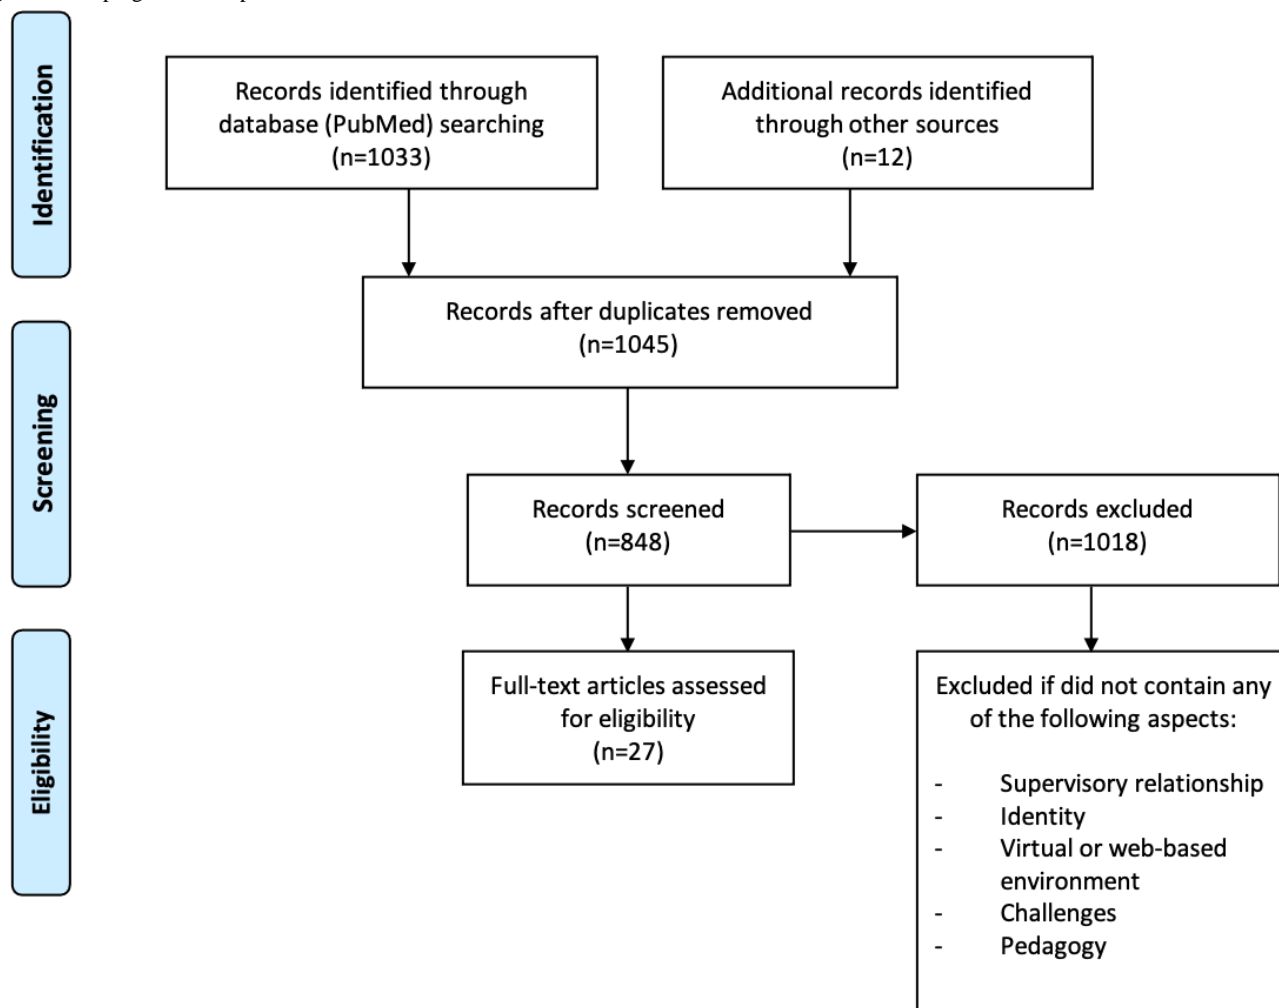 Identification
Records identified through
database (PubMed) searching
(n=1033)
Additional records identified
through other sources
(n=12)
Records after duplicates removed
(n=1045)
Screening
Records screened
(n=848)
Records excluded
(n=1018)
Eligibility
Full-text articles assessed
for eligibility
(n=27)
Excluded if did not contain any
of the following aspects:
- Supervisory relationship
- Identity
- Virtual or web-based
environment
- Challenges
- Pedagogy